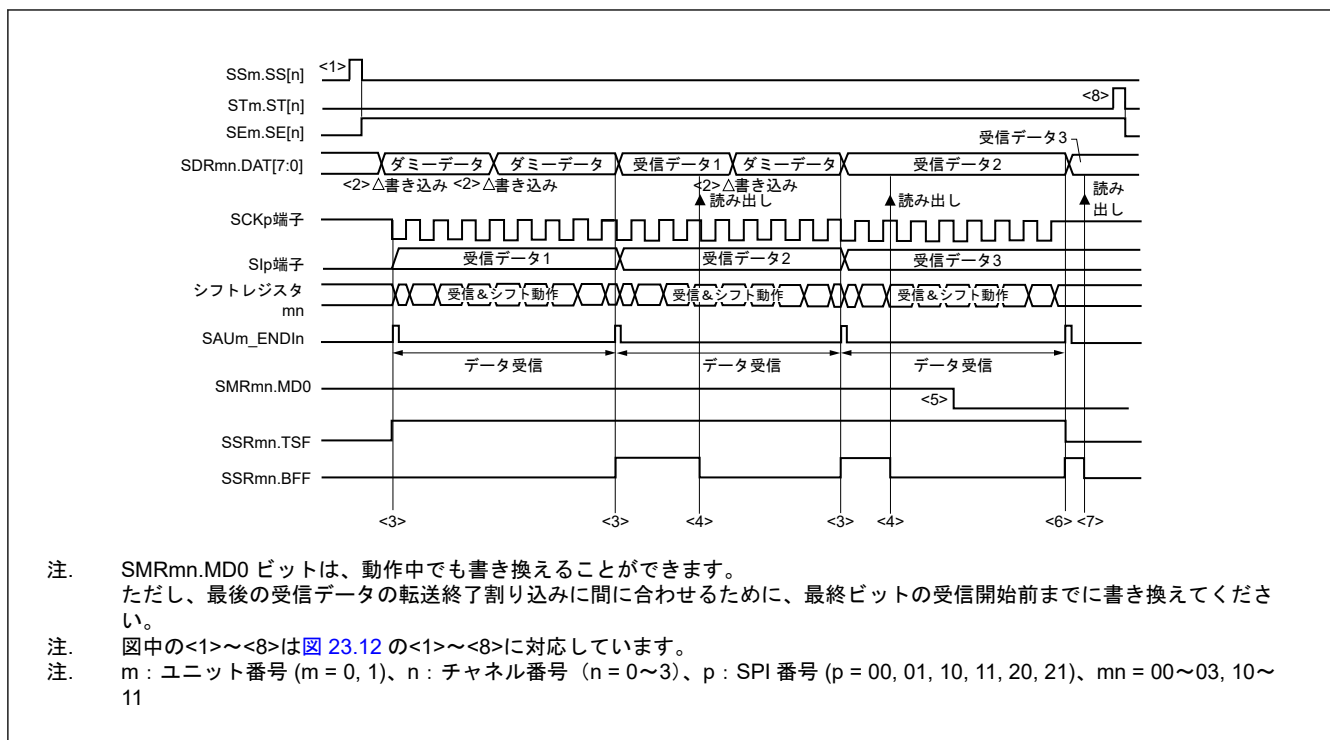 SSm.SS[n]
<1>
STm.ST[n]
<8>
SEm.SE[n]
受信データ3
SDRmn.DAT[7:0]
ダミーデータ
ダミーデータ
受信データ1
ダミーデータ
受信データ2
<2>△書き込み
<2>△書き込み
<2>△書き込み
▲読み出し
▲読み出し
▲読み
出し
SCKp端子
SIp端子
受信データ1
受信データ2
受信データ3
シフトレジスタ
mn
受信&シフト動作
受信&シフト動作
受信&シフト動作
SAUm_ENDIn
データ受信
データ受信
データ受信
SMRmn.MD0
<5>
SSRmn.TSF
SSRmn.BFF
<3>
<3>
<4>
<3>
<4>
<6>
<7>
注. SMRmn.MD0 ビットは、動作中でも書き換えることができます。
ただし、最後の受信データの転送終了割り込みに間に合わせるために、最終ビットの受信開始前までに書き換えてくださ
い。
注. 図中の<1>~<8>は図 23.12 の<1>~<8>に対応しています。
注. m:ユニット番号 (m = 0, 1)、n:チャネル番号(n = 0~3)、p:SPI 番号 (p = 00, 01, 10, 11, 20, 21)、mn = 00~03, 10~
11